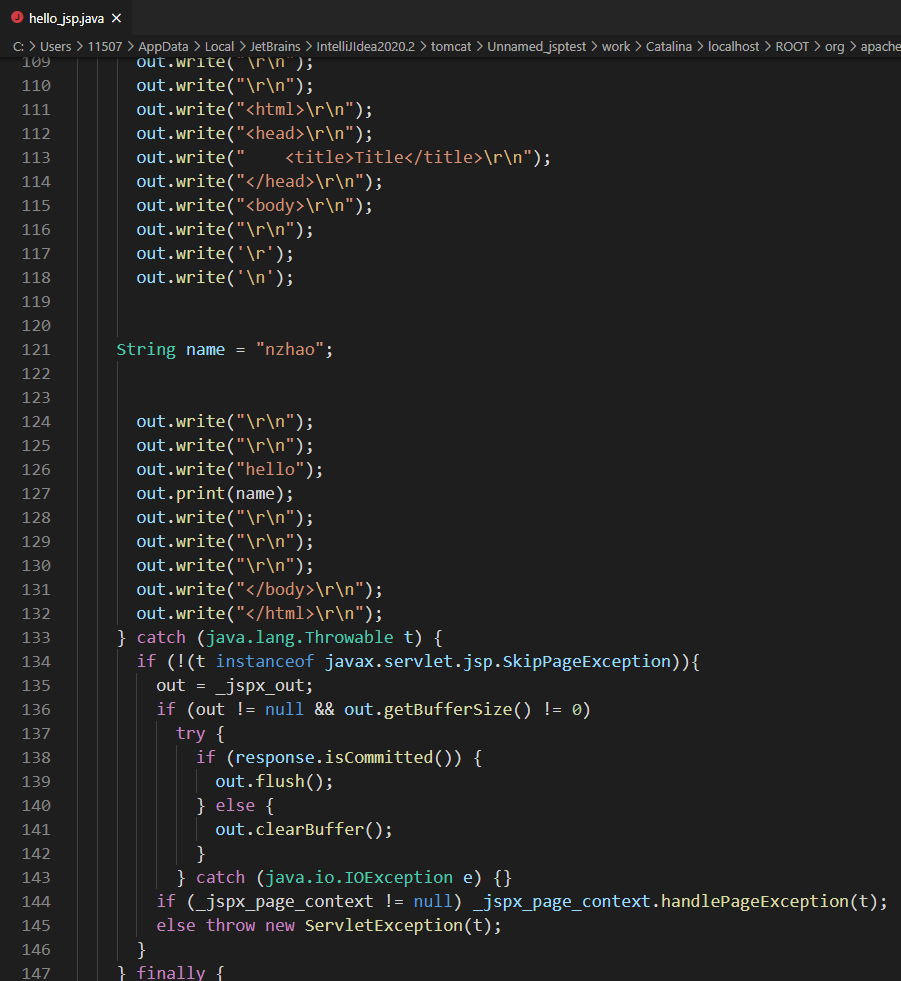 hello_jsp.java ×
C: > Users > 11507 > AppData > Local > JetBrains > IntelliJIdea2020.2 > tomcat > Unnamed_jsptest > work > Catalina > localhost > ROOT > org > apache
109 out.write("\r\n");
110 out.write("\r\n");
111 out.write("<html>\r\n");
112 out.write("<head>\r\n");
113 out.write("    <title>Title</title>\r\n");
114 out.write("</head>\r\n");
115 out.write("<body>\r\n");
116 out.write("\r\n");
117 out.write('\r');
118 out.write('\n');
119
120
121 String name = "nzhao";
122
123
124 out.write("\r\n");
125 out.write("\r\n");
126 out.write("hello");
127 out.print(name);
128 out.write("\r\n");
129 out.write("\r\n");
130 out.write("\r\n");
131 out.write("</body>\r\n");
132 out.write("</html>\r\n");
133 } catch (java.lang.Throwable t) {
134 if (!(t instanceof javax.servlet.jsp.SkipPageException)){
135 out = _jspx_out;
136 if (out != null && out.getBufferSize() != 0)
137 try {
138 if (response.isCommitted()) {
139 out.flush();
140 } else {
141 out.clearBuffer();
142 }
143 } catch (java.io.IOException e) {}
144 if (_jspx_page_context != null) _jspx_page_context.handlePageException(t);
145 else throw new ServletException(t);
146 }
147 } finally {